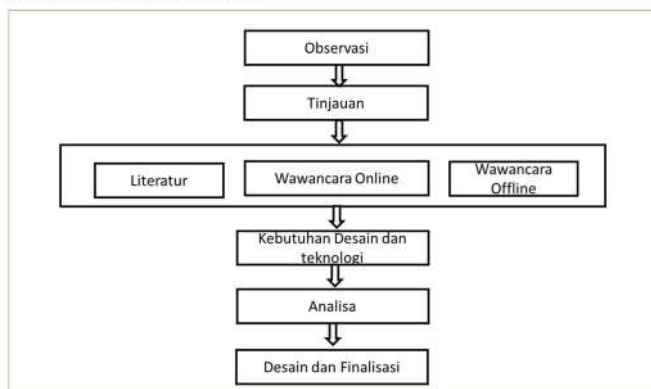 Observasi
Tinjauan
Literatur
Wawancara Online
Wawancara
Offline
Kebutuhan Desain dan
teknologi
Analisa
Desain dan Finalisasi